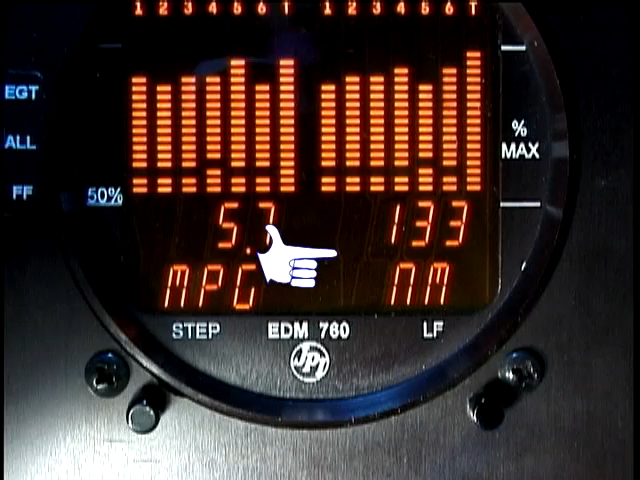 1 2 3 4 5 6 T 1 2 3 4 5 6 T
EGT
ALL
FF
50%
% MAX
5.7 133
MPG NM
STEP EDM 760 LF
JPI